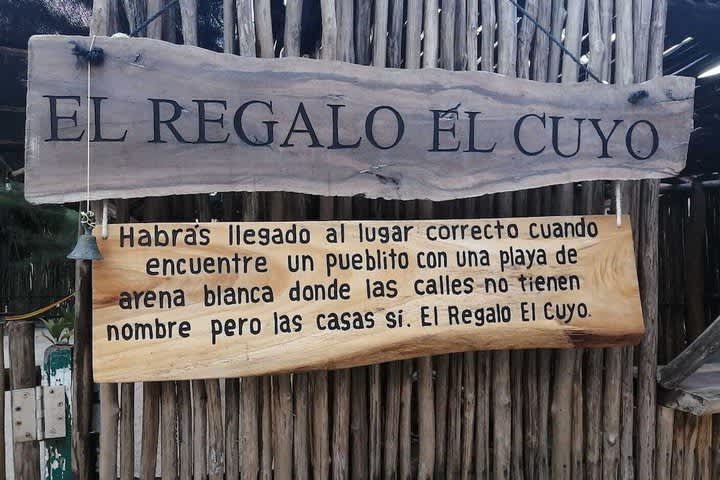 EL REGALO EL CUYO
Habrá's llegado al lugar correcto cuando
encuentre un pueblito con una playa de
arena blanca donde las calles no tienen
nombre pero las casas sí. El Regalo El Cuyo.